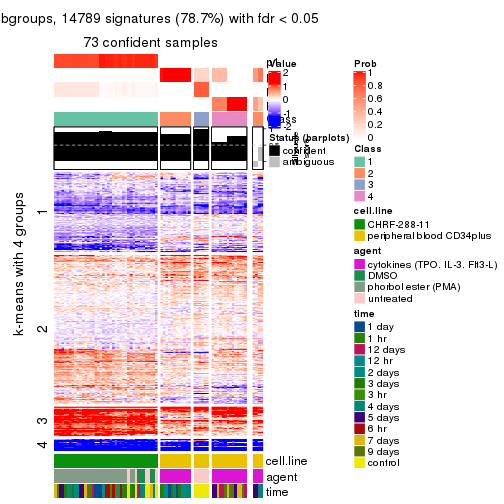 bgroups, 14789 signatures (78.7%) with fdr < 0.05
73 confident samples
Value
2
1
0
-1
-2
Status (barplots)
confident
ambiguous
Prob
1
0.8
0.6
0.4
0.2
0
Class
1
2
3
4
cell.line
CHRF-288-11
peripheral blood CD34plus
agent
cytokines (TPO, IL-3, Flt3-L)
DMSO
phorbol ester (PMA)
untreated
time
1 day
1 hr
12 days
12 hr
2 days
3 days
3 hr
4 days
5 days
6 hr
7 days
9 days
control
k-means with 4 groups
1
2
3
4
cell.line
agent
time